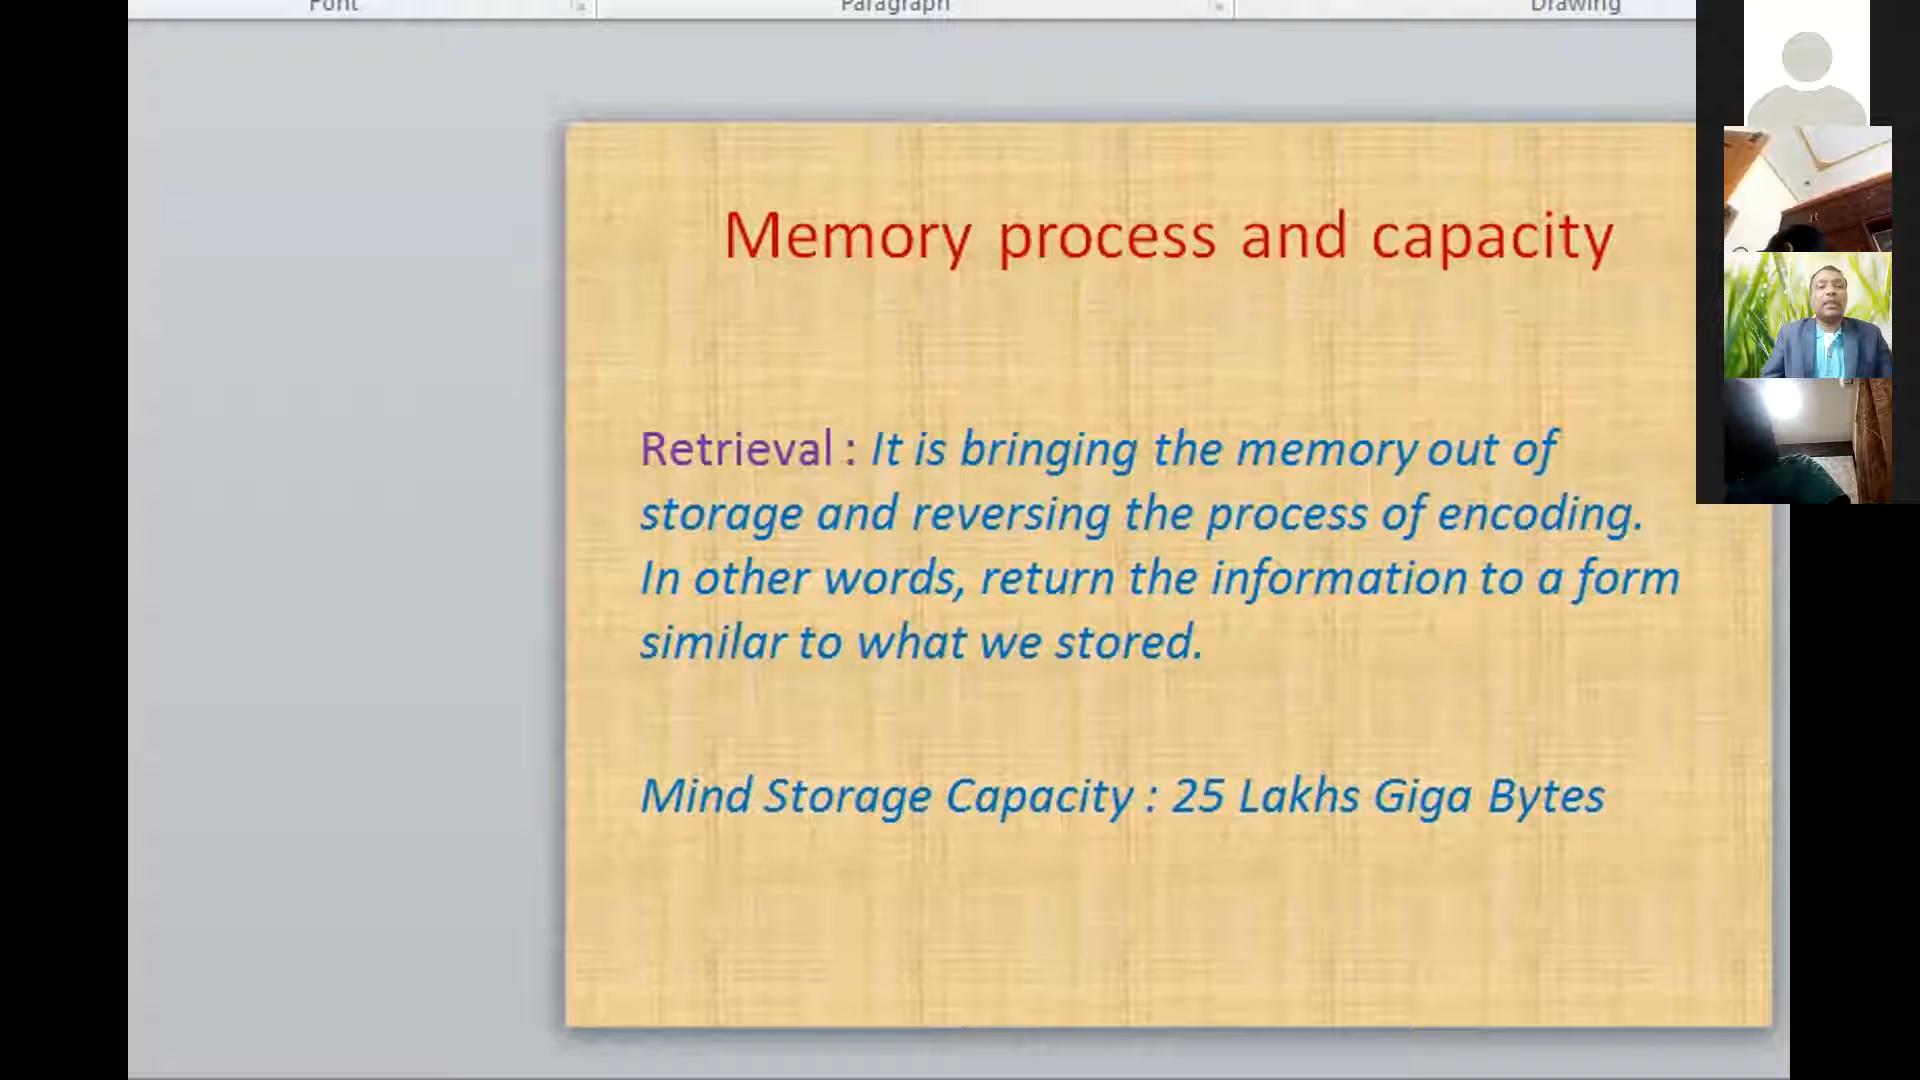 Font
Paragraph
Drawing
Memory process and capacity
Retrieval : It is bringing the memory out of
storage and reversing the process of encoding.
In other words, return the information to a form
similar to what we stored.
Mind Storage Capacity : 25 Lakhs Giga Bytes